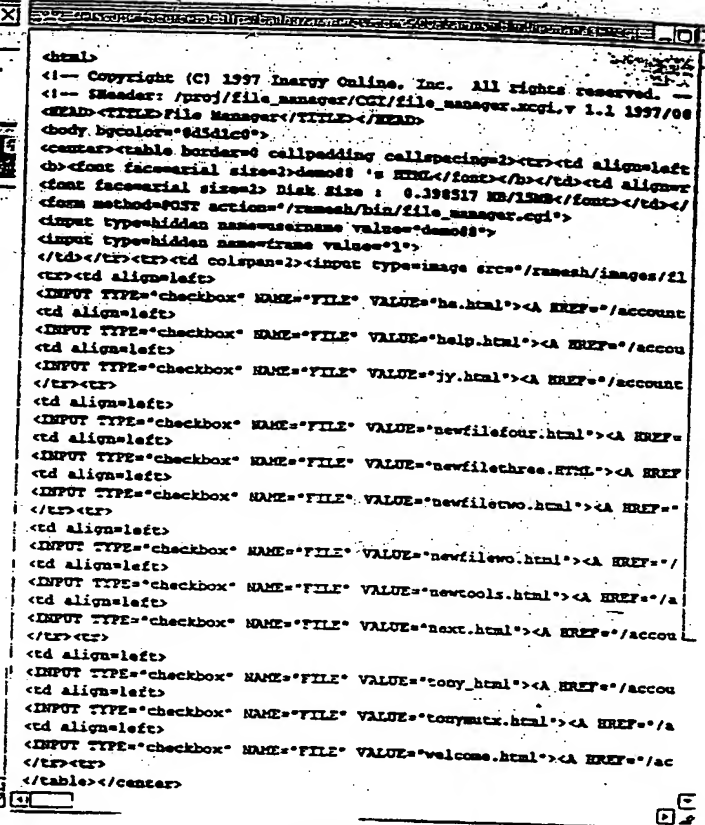 <html>
<!-- Copyright (C) 1997 Inergy Online, Inc. All rights reserved. --
<!-- $Header: /proj/file_manager/CGI/file_manager.xcgi,v 1.1 1997/08
<HEAD><TITLE>File Manager</TITLE></HEAD>
<body bgcolor="#d5d1c0">
<center><table border=0 cellpadding cellspacing=2><tr><td align=left
<b><font face=arial size=2>demo88 's HTML</font></b></td><td align=r
<font face=arial size=2> Disk Size : 0.398517 MB/15MB</font></td></
<form method=POST action="/ramesh/bin/file_manager.cgi">
<input type=hidden name=username value="demo88">
<input type=hidden name=frame value="1">
</td></tr><tr><td colspan=2><input type=image src="/ramesh/images/fl
<tr><td align=left>
<INPUT TYPE="checkbox" NAME="FILE" VALUE="ha.html"><A HREF="/account
<td align=left>
<INPUT TYPE="checkbox" NAME="FILE" VALUE="help.html"><A HREF="/accou
<td align=left>
<INPUT TYPE="checkbox" NAME="FILE" VALUE="jy.html"><A HREF="/account
</tr><tr>
<td align=left>
<INPUT TYPE="checkbox" NAME="FILE" VALUE="newfilefour.html"><A HREF=
<td align=left>
<INPUT TYPE="checkbox" NAME="FILE" VALUE="newfilethree.HTML"><A HREF
<td align=left>
<INPUT TYPE="checkbox" NAME="FILE" VALUE="newfiletwo.html"><A HREF="
</tr><tr>
<td align=left>
<INPUT TYPE="checkbox" NAME="FILE" VALUE="newfilewo.html"><A HREF="/
<td align=left>
<INPUT TYPE="checkbox" NAME="FILE" VALUE="newtools.html"><A HREF="/a
<td align=left>
<INPUT TYPE="checkbox" NAME="FILE" VALUE="next.html"><A HREF="/accou
</tr><tr>
<td align=left>
<INPUT TYPE="checkbox" NAME="FILE" VALUE="tony_html"><A HREF="/accou
<td align=left>
<INPUT TYPE="checkbox" NAME="FILE" VALUE="tonymutx.html"><A HREF="/a
<td align=left>
<INPUT TYPE="checkbox" NAME="FILE" VALUE="welcome.html"><A HREF="/ac
</tr><tr>
</table></center>